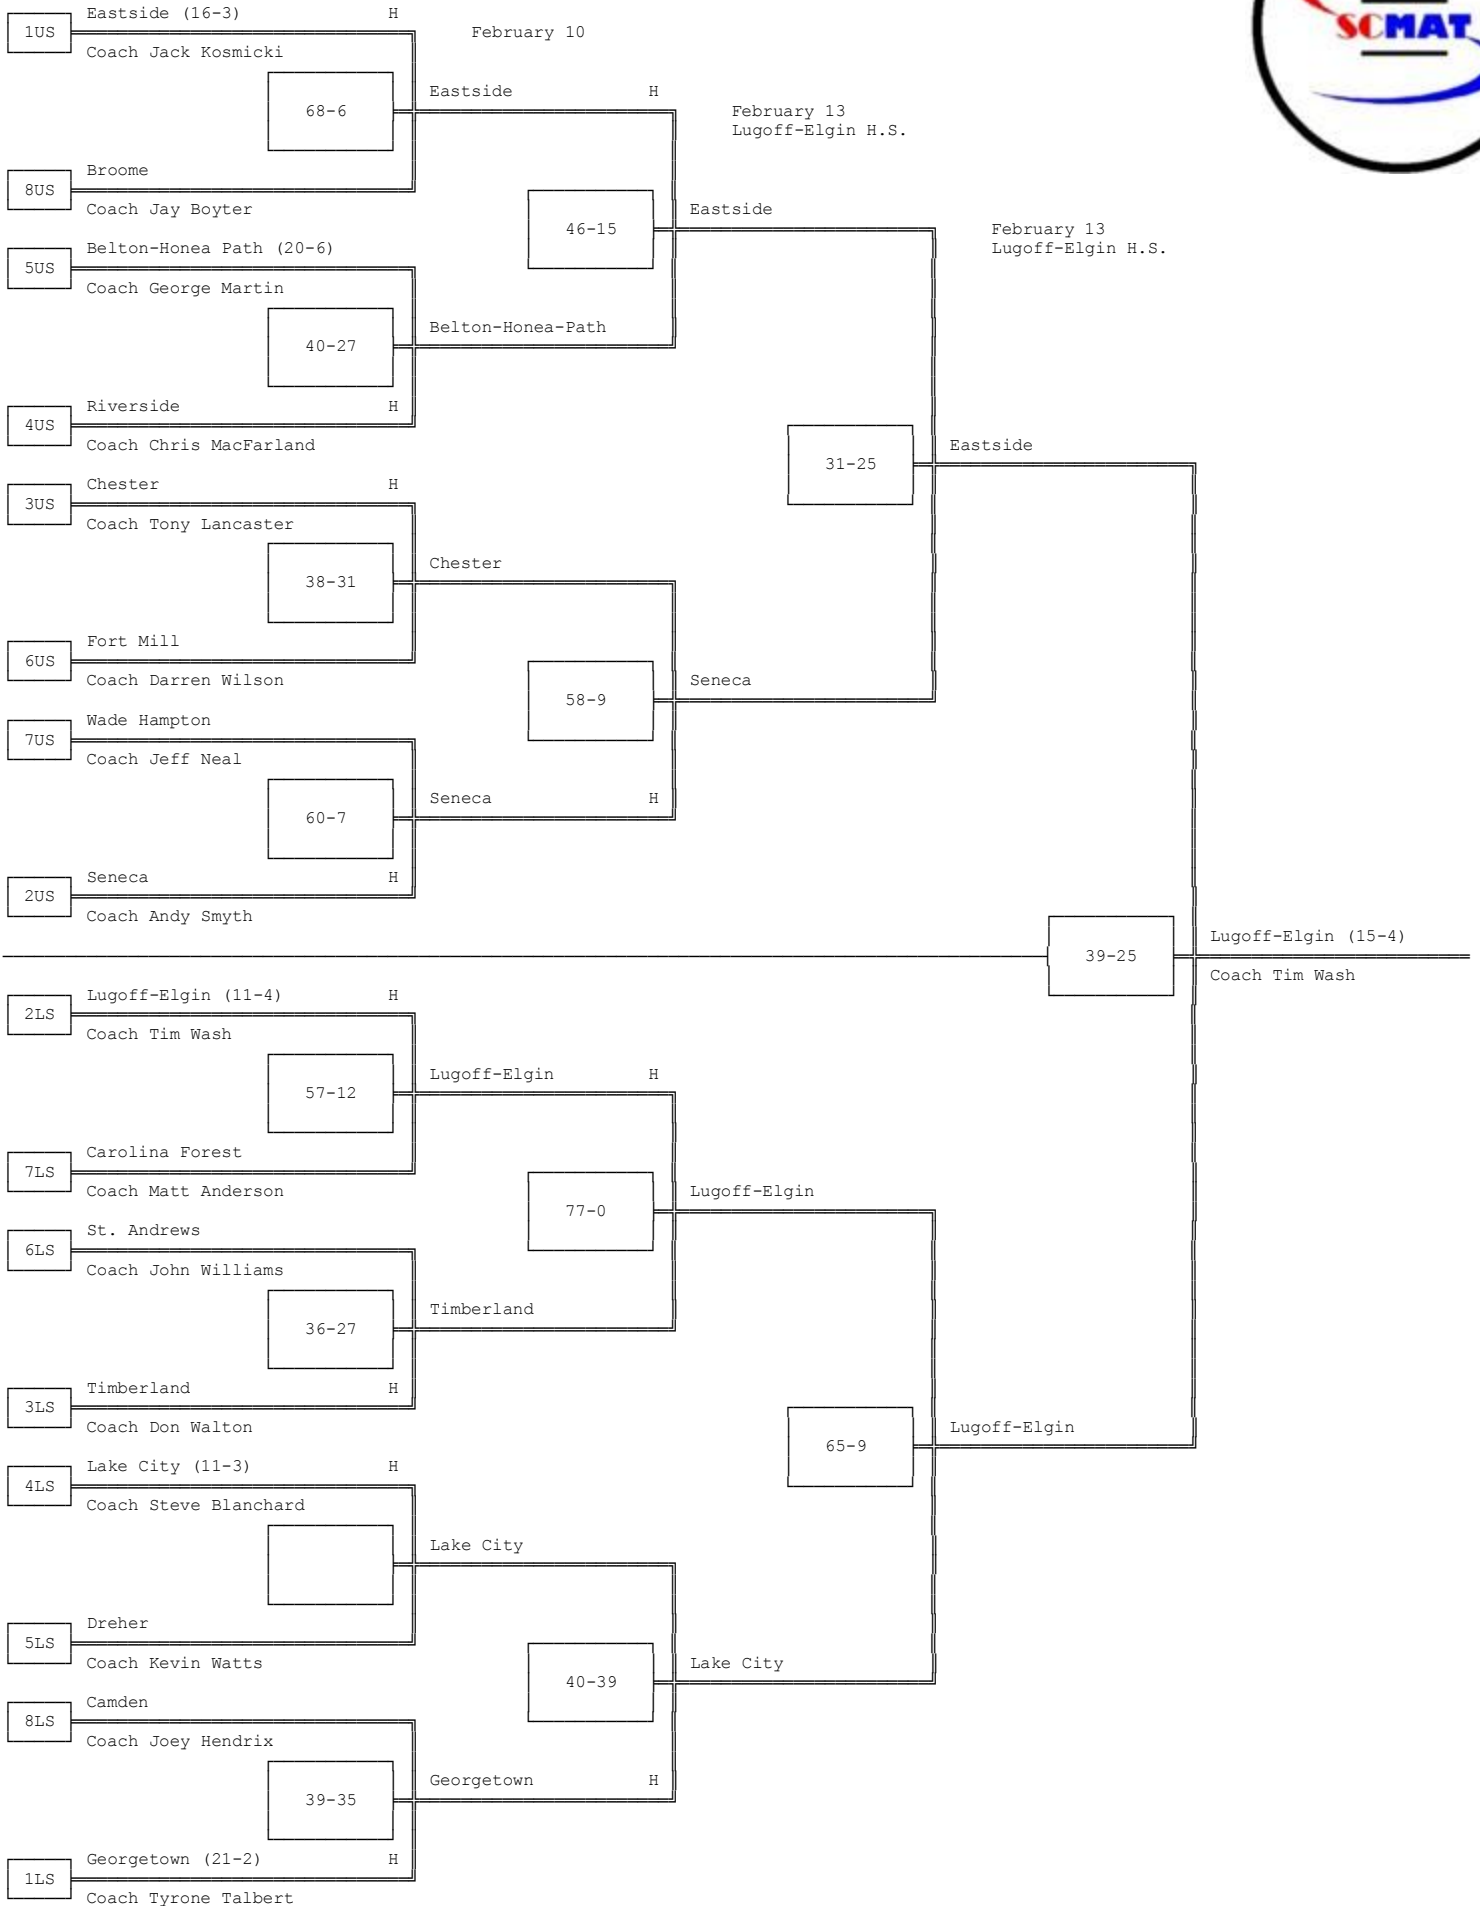 Eastside (16-3) H
1US
February 10
Coach Jack Kosmicki
SCMAT
Eastside H
68-6
February 13
Lugoff-Elgin H.S.
Broome
8US
Coach Jay Boyter
Eastside
46-15
February 13
Lugoff-Elgin H.S.
Belton-Honea Path (20-6)
5US
Coach George Martin
Belton-Honea-Path
40-27
Riverside H
4US
Coach Chris MacFarland
Eastside
31-25
Chester H
3US
Coach Tony Lancaster
Chester
38-31
Fort Mill
6US
Coach Darren Wilson
Seneca
58-9
Wade Hampton
7US
Coach Jeff Neal
Seneca H
60-7
Seneca H
2US
Coach Andy Smyth
Lugoff-Elgin (15-4)
39-25
Coach Tim Wash
Lugoff-Elgin (11-4) H
2LS
Coach Tim Wash
Lugoff-Elgin H
57-12
Carolina Forest
7LS
Coach Matt Anderson
Lugoff-Elgin
77-0
St. Andrews
6LS
Coach John Williams
Timberland
36-27
Timberland H
3LS
Coach Don Walton
Lugoff-Elgin
65-9
Lake City (11-3) H
4LS
Coach Steve Blanchard
Lake City
Dreher
5LS
Coach Kevin Watts
Lake City
40-39
Camden
8LS
Coach Joey Hendrix
Georgetown H
39-35
Georgetown (21-2) H
1LS
Coach Tyrone Talbert